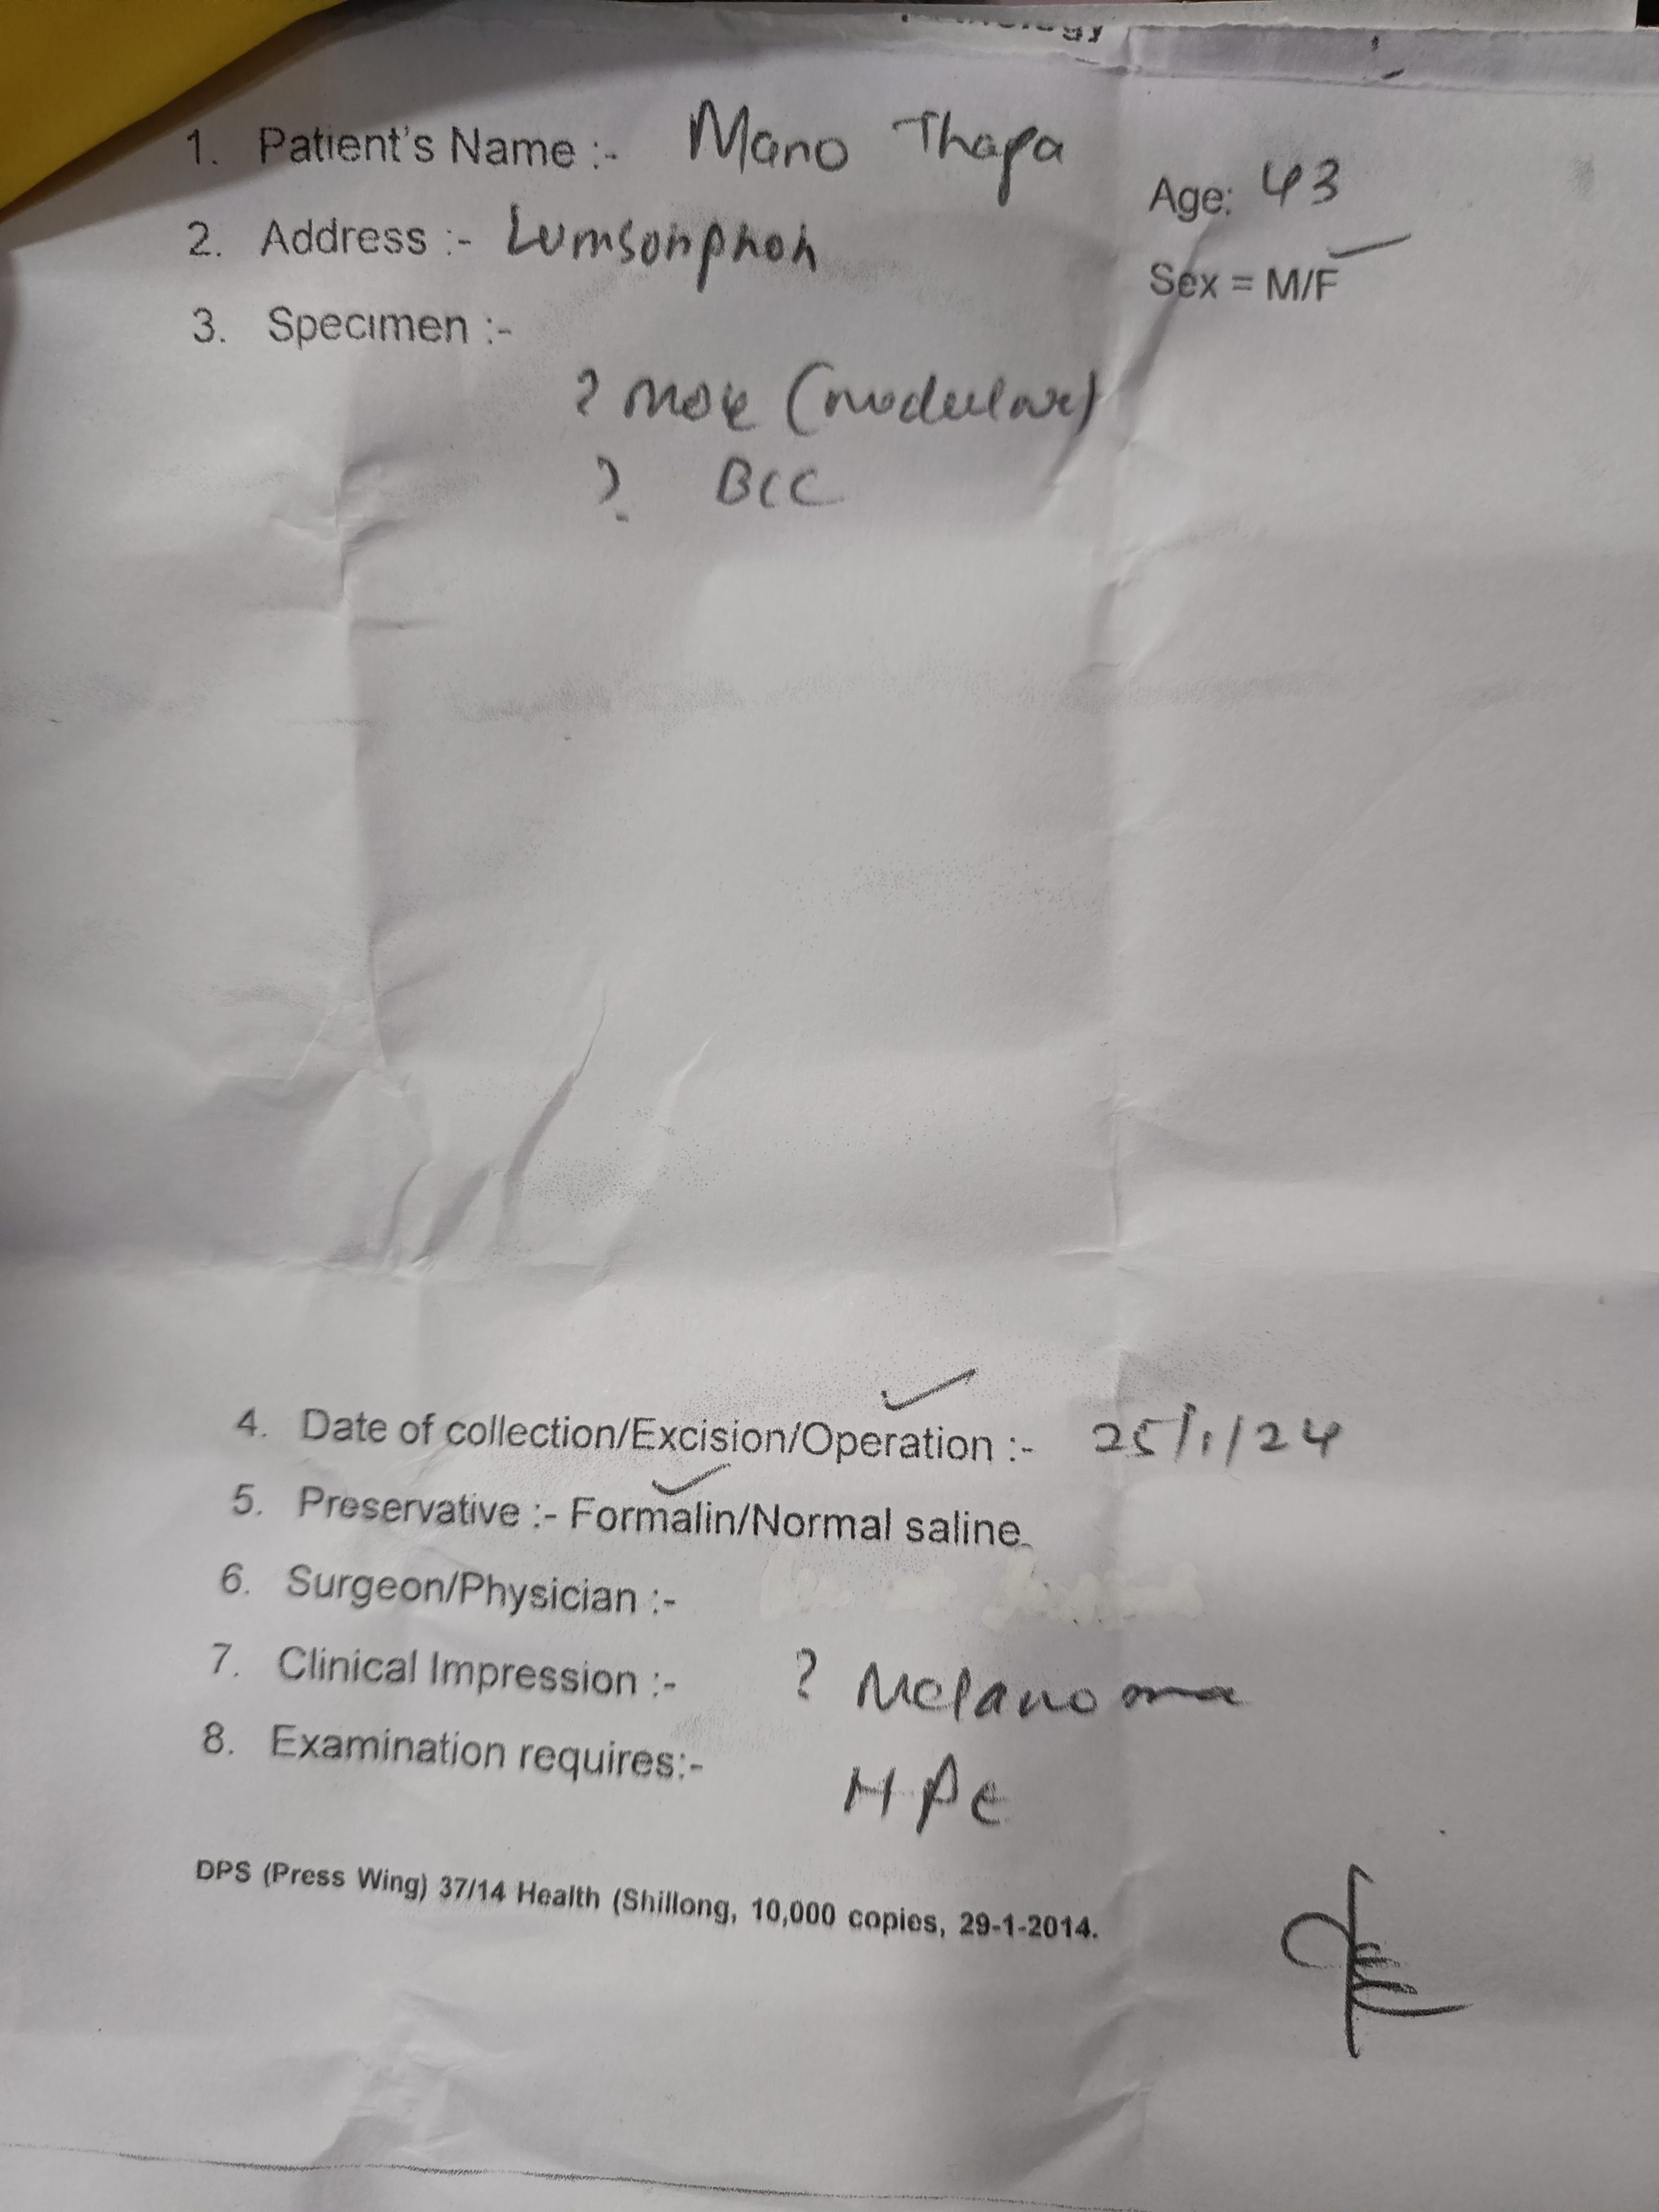 1. Patient's Name :- Mano Thapa
Age: 43
2. Address :- Lumsonphoh
Sex = M/F
3. Specimen :-
? mole (nodular)
? BCC
4. Date of collection/Excision/Operation :- 25/1/24
5. Preservative :- Formalin/Normal saline
6. Surgeon/Physician :-
7. Clinical Impression :- ? Melanoma
8. Examination requires:- HPE
DPS (Press Wing) 37/14 Health (Shillong, 10,000 copies, 29-1-2014.